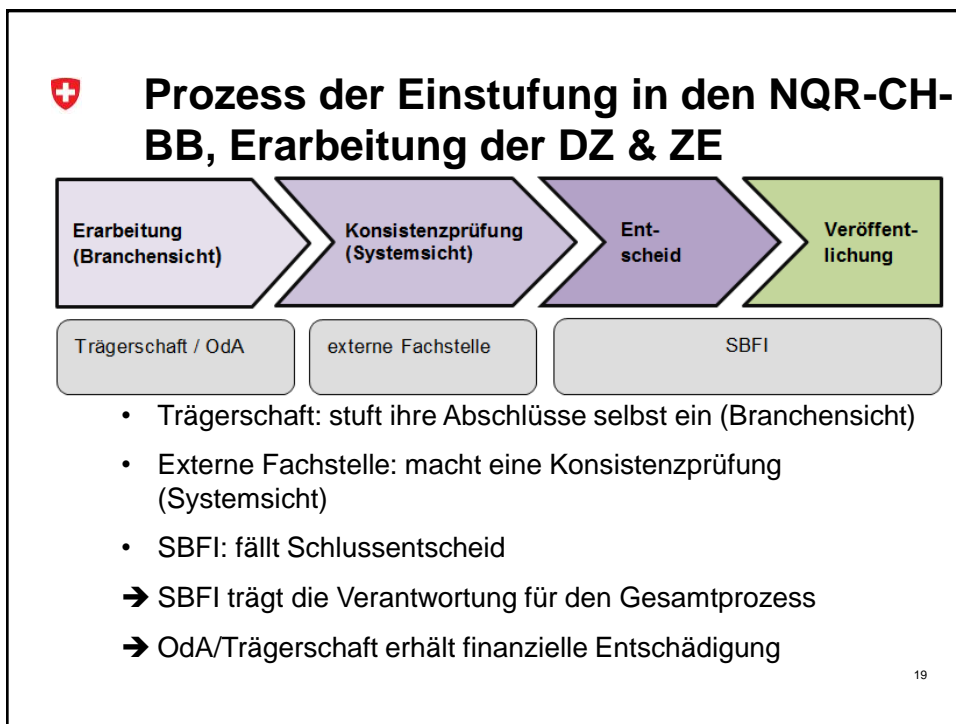 Prozess der Einstufung in den NQR-CH-
BB, Erarbeitung der DZ & ZE
Erarbeitung
(Branchensicht)
Konsistenzprüfung
(Systemsicht)
Ent-
scheid
Veröffent-
lichung
Trägerschaft / OdA
externe Fachstelle
SBFI
• Trägerschaft: stuft ihre Abschlüsse selbst ein (Branchensicht)
• Externe Fachstelle: macht eine Konsistenzprüfung
(Systemsicht)
• SBFI: fällt Schlussentscheid
➔ SBFI trägt die Verantwortung für den Gesamtprozess
➔ OdA/Trägerschaft erhält finanzielle Entschädigung
19